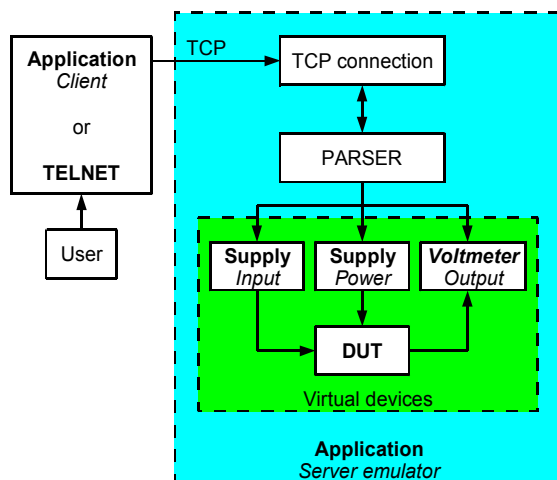 Application
Client
or
TELNET
User
TCP
TCP connection
PARSER
Supply
Input
Supply
Power
Voltmeter
Output
DUT
Virtual devices
Application
Server emulator